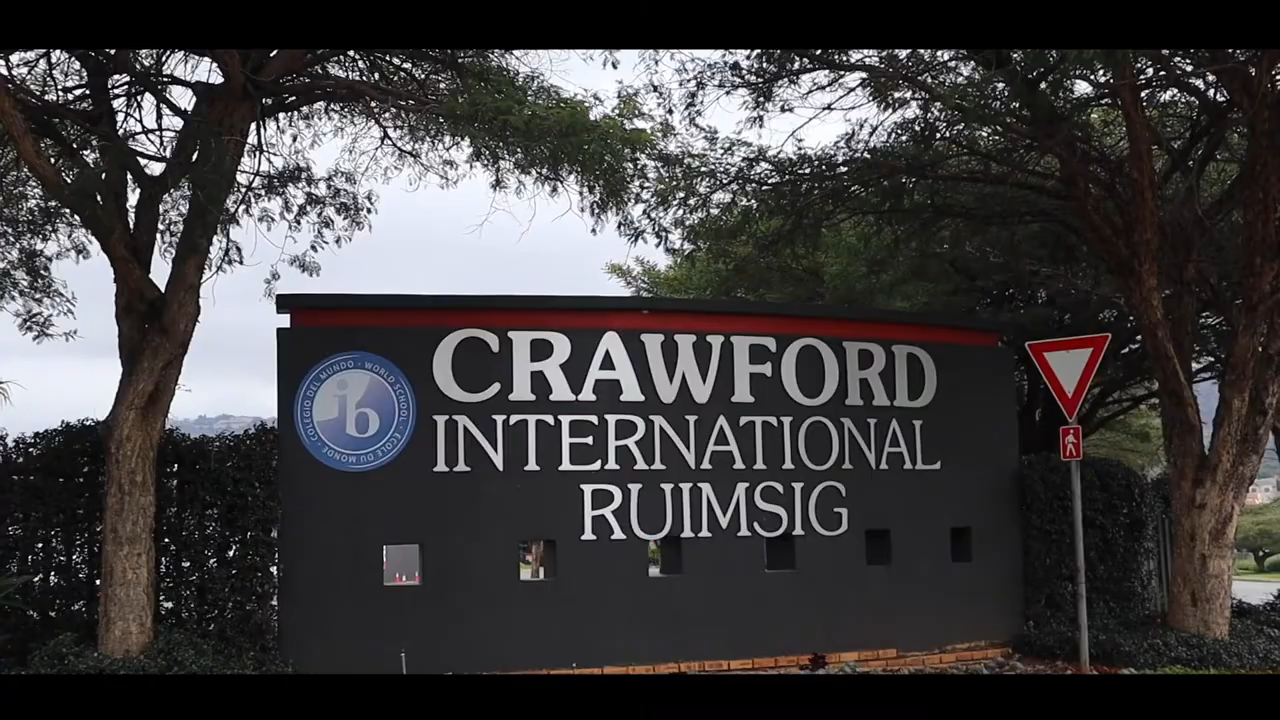 CRAWFORD
INTERNATIONAL
RUIMSIG
ib
COLEGIO DEL MUNDO · WORLD SCHOOL · ECOLE DU MONDE ·